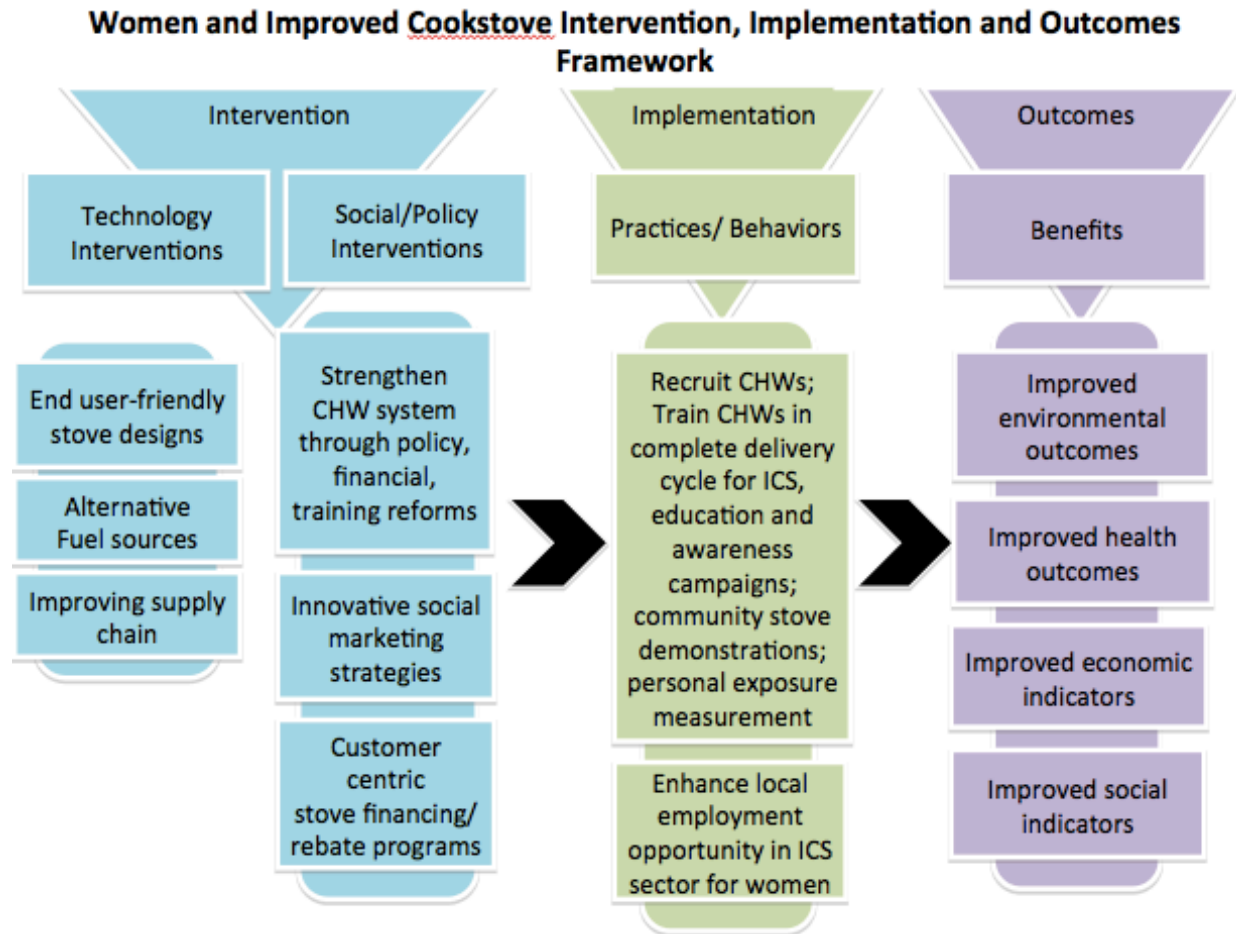 Women and Improved Cookstove Intervention, Implementation and Outcomes
Framework
Intervention
Technology
Interventions
Social/Policy
Interventions
End user-friendly
stove designs
Alternative
Fuel sources
Improving supply
chain
Strengthen
CHW system
through policy,
financial,
training reforms
Innovative social
marketing
strategies
Customer
centric
stove financing/
rebate programs
Implementation
Practices/ Behaviors
Recruit CHWs;
Train CHWs in
complete delivery
cycle for ICS,
education and
awareness
campaigns;
community stove
demonstrations;
personal exposure
measurement
Enhance local
employment
opportunity in ICS
sector for women
Outcomes
Benefits
Improved
environmental
outcomes
Improved health
outcomes
Improved economic
indicators
Improved social
indicators